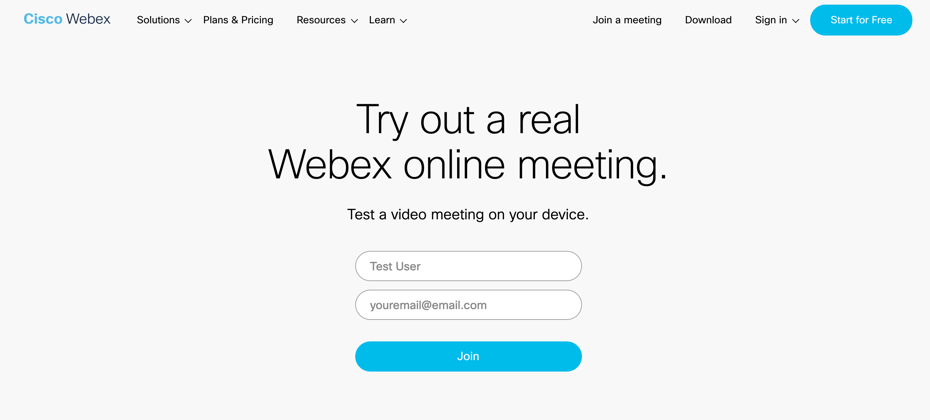 Cisco Webex Solutions Plans & Pricing Resources Learn Join a meeting Download Sign in Start for Free
Try out a real
Webex online meeting.
Test a video meeting on your device.
Test User
youremail@email.com
Join